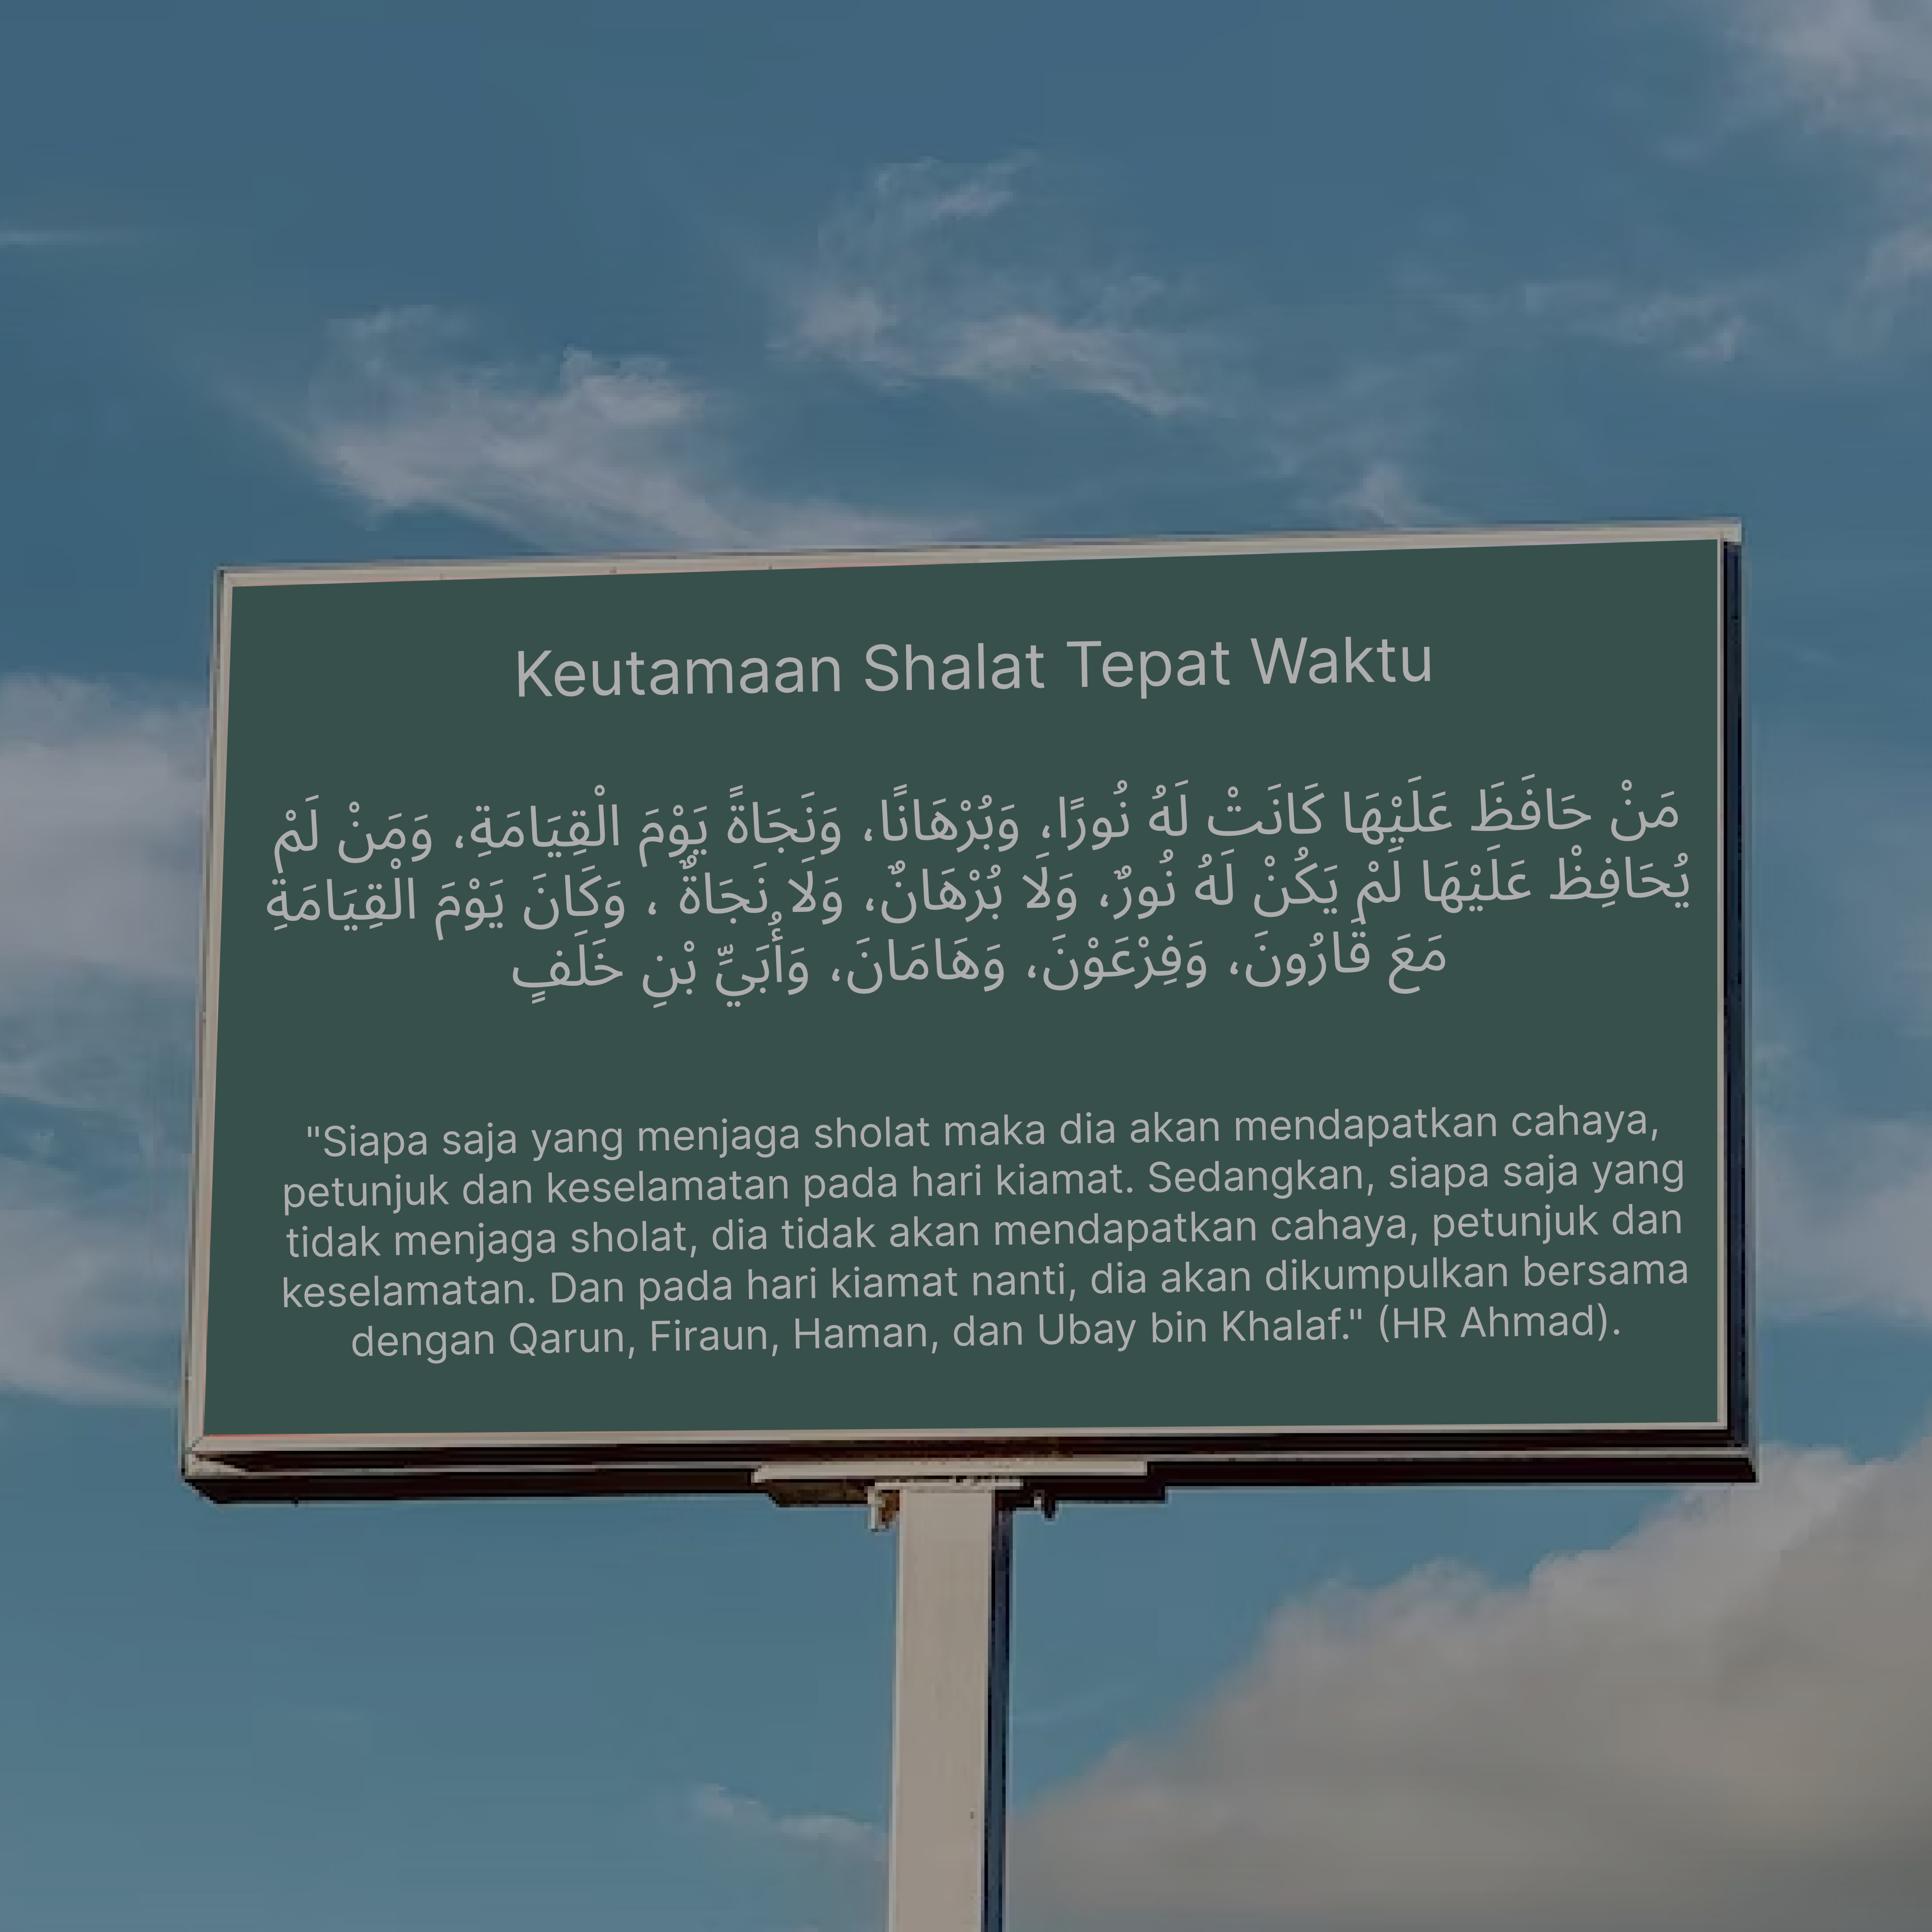 Keutamaan Shalat Tepat Waktu
مَنْ حَافَظَ عَلَيْهَا كَانَتْ لَهُ نُورًا، وَبُرْهَانًا، وَنَجَاةً يَوْمَ الْقِيَامَةِ، وَمَنْ لَمْ
يُحَافِظْ عَلَيْهَا لَمْ يَكُنْ لَهُ نُورٌ، وَلَا بُرْهَانٌ، وَلَا نَجَاةٌ ، وَكَانَ يَوْمَ الْقِيَامَةِ
مَعَ قَارُونَ، وَفِرْعَوْنَ، وَهَامَانَ، وَأُبَيِّ بْنِ خَلَفٍ
"Siapa saja yang menjaga sholat maka dia akan mendapatkan cahaya,
petunjuk dan keselamatan pada hari kiamat. Sedangkan, siapa saja yang
tidak menjaga sholat, dia tidak akan mendapatkan cahaya, petunjuk dan
keselamatan. Dan pada hari kiamat nanti, dia akan dikumpulkan bersama
dengan Qarun, Firaun, Haman, dan Ubay bin Khalaf." (HR Ahmad).